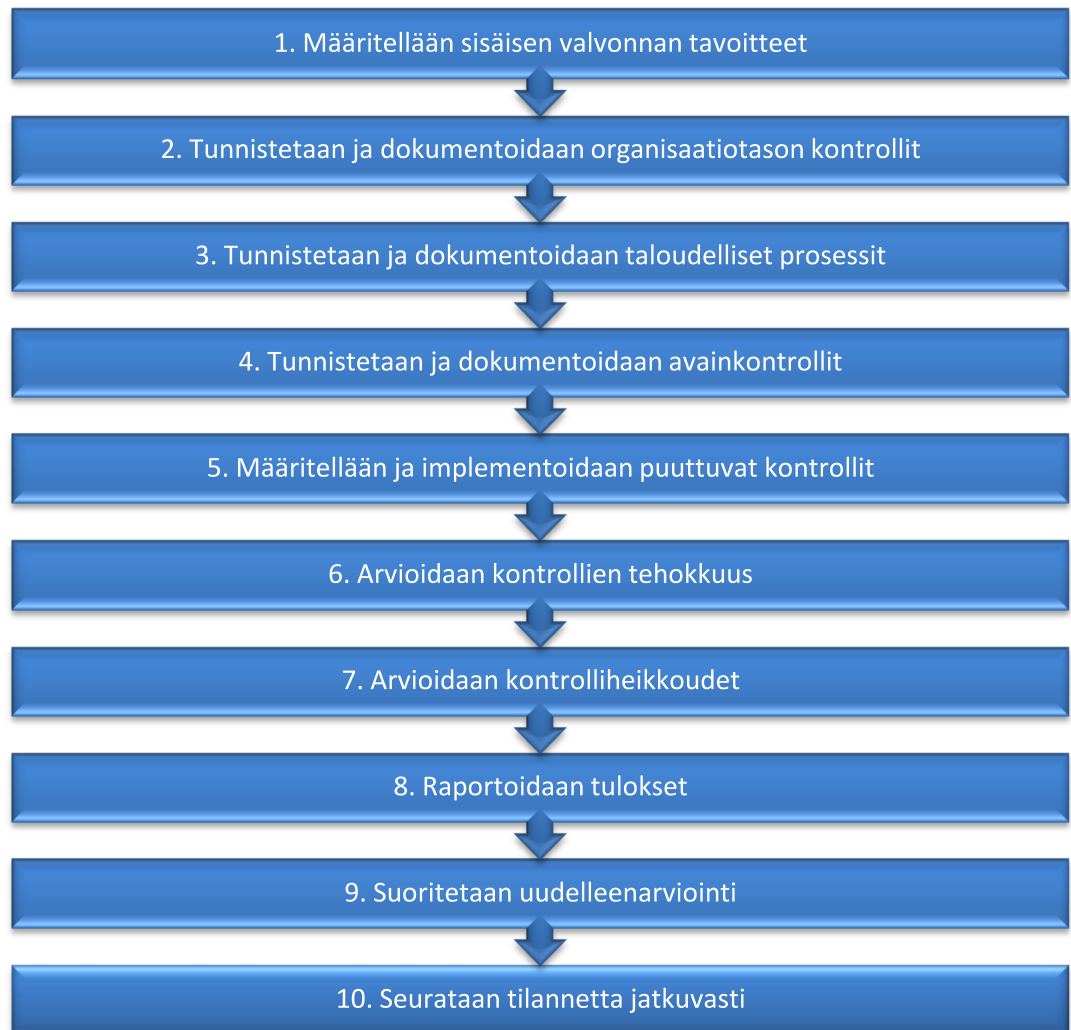 1. Määritellään sisäisen valvonnan tavoitteet
2. Tunnistetaan ja dokumentoidaan organisaatiotason kontrollit
3. Tunnistetaan ja dokumentoidaan taloudelliset prosessit
4. Tunnistetaan ja dokumentoidaan avainkontrollit
5. Määritellään ja implementoidaan puuttuvat kontrollit
6. Arvioidaan kontrollien tehokkuus
7. Arvioidaan kontrolliheikkoudet
8. Raportoidaan tulokset
9. Suoritetaan uudelleenarviointi
10. Seurataan tilannetta jatkuvasti